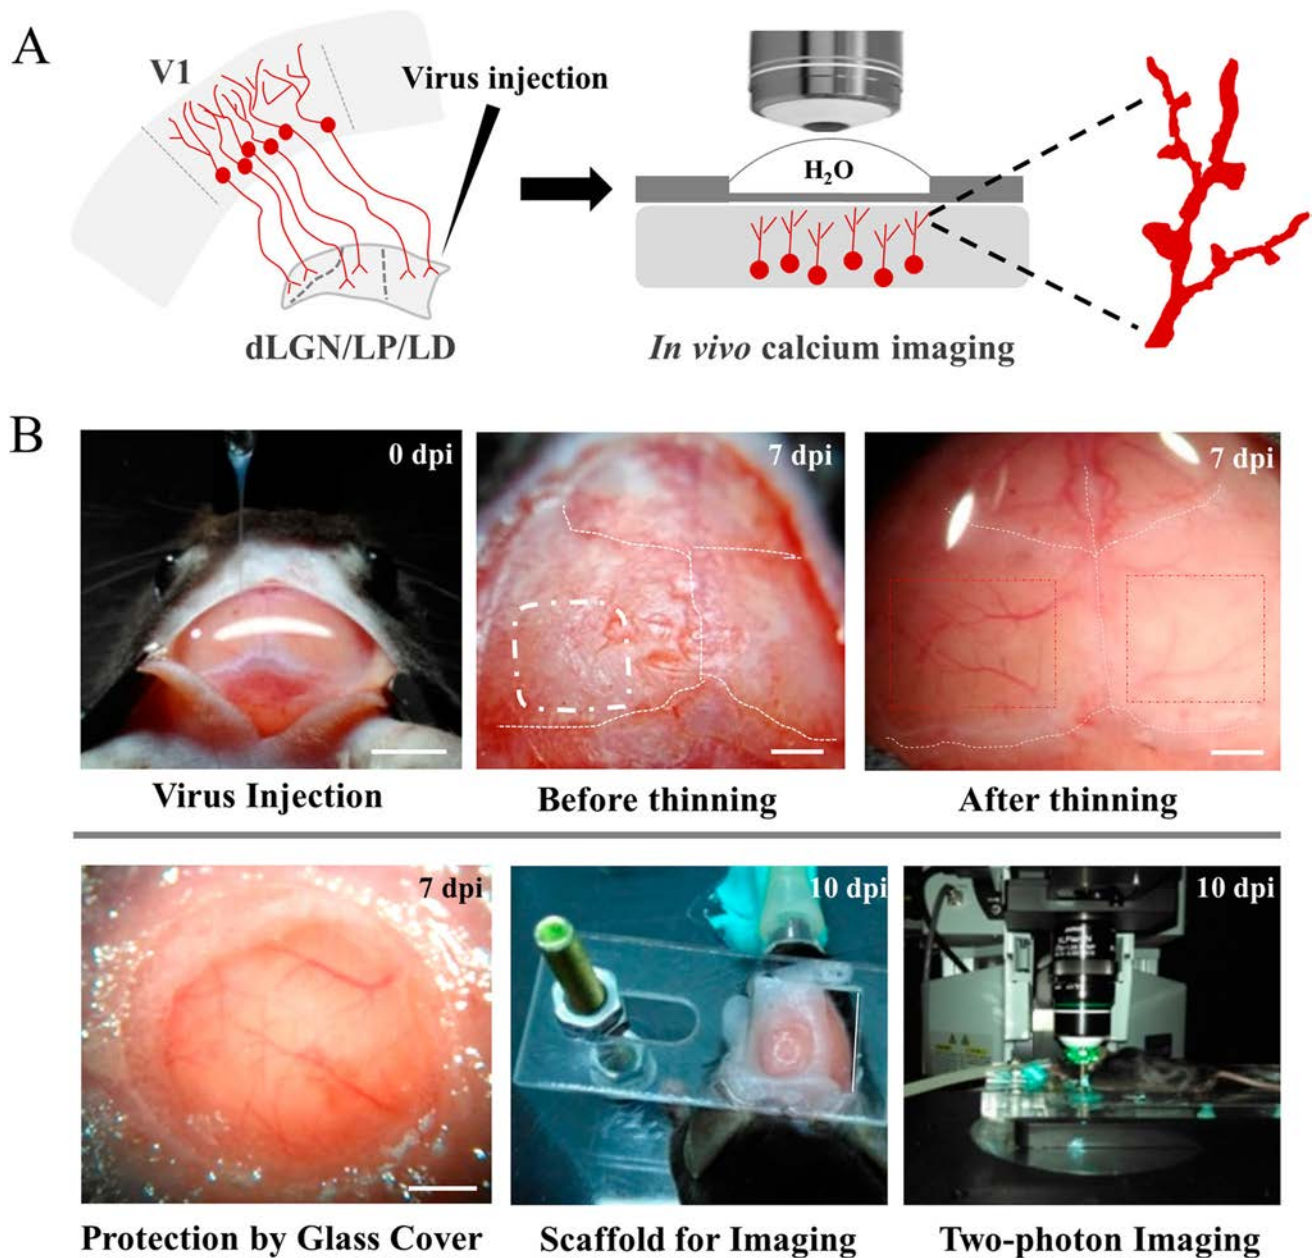 A
V1
Virus injection
dLGN/LP/LD
H₂O
In vivo calcium imaging
B
0 dpi
7 dpi
7 dpi
Virus Injection
Before thinning
After thinning
7 dpi
10 dpi
10 dpi
Protection by Glass Cover
Scaffold for Imaging
Two-photon Imaging